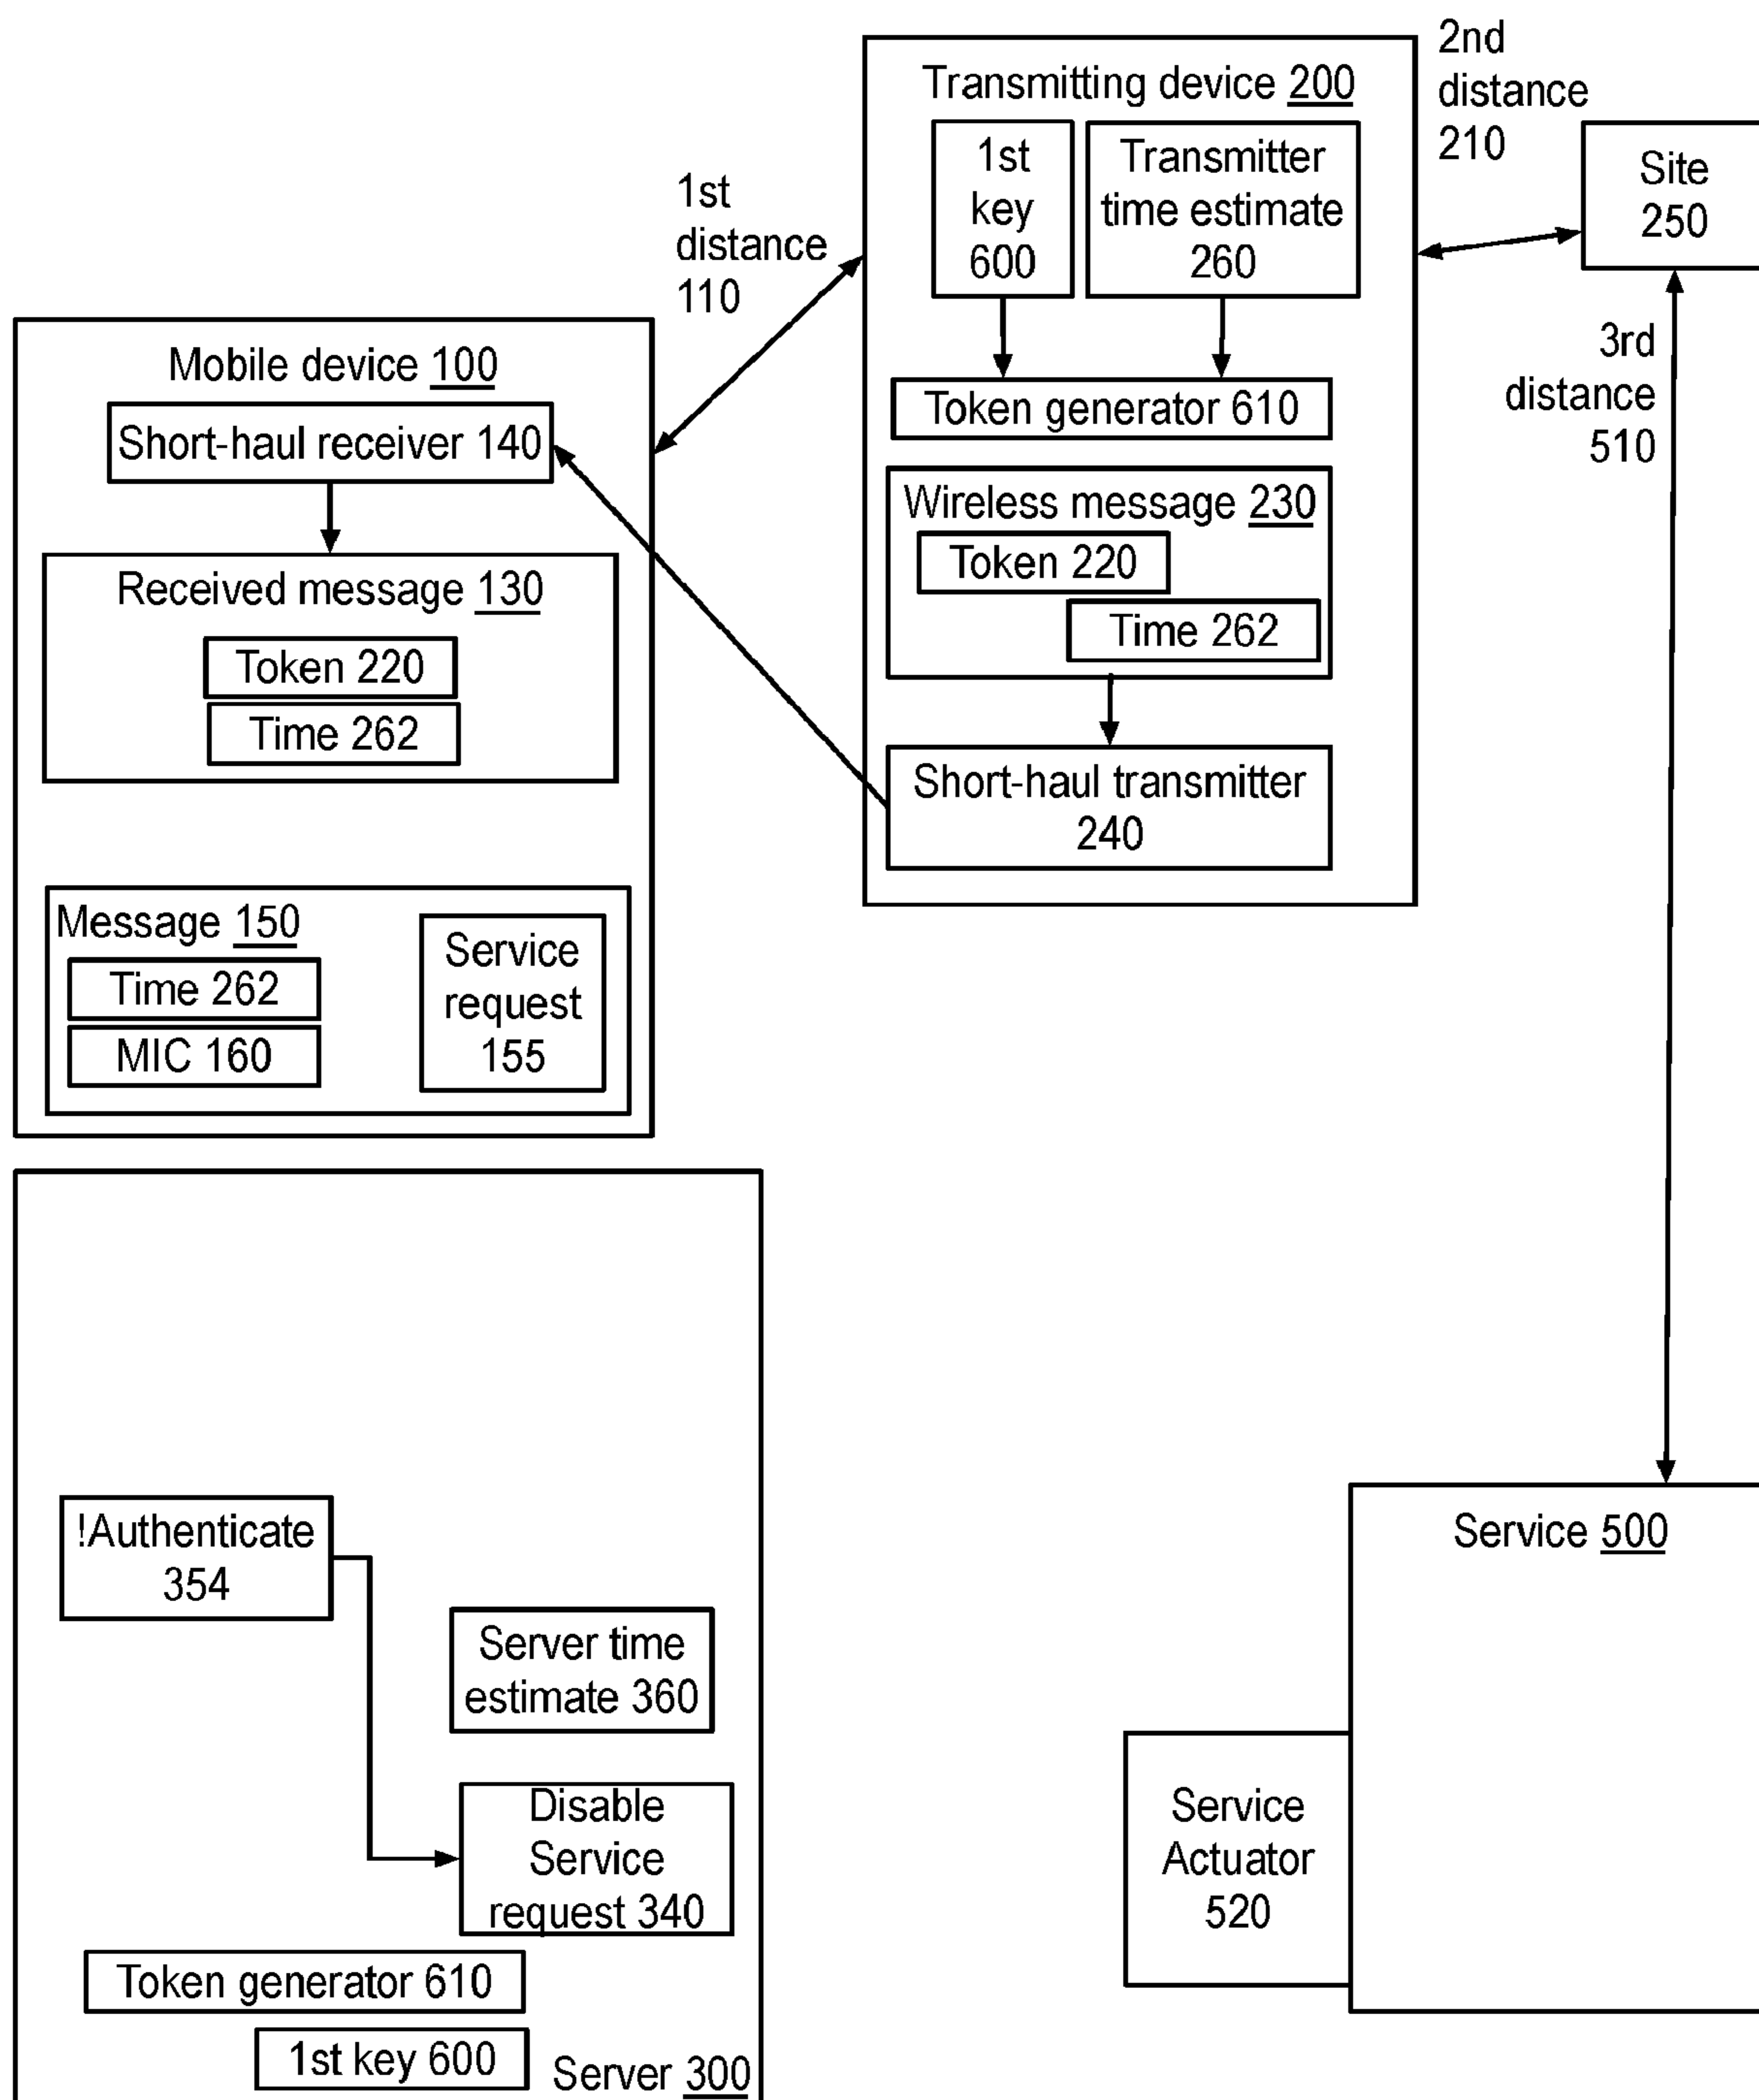 Transmitting device 200
1st
key
600
Transmitter
time estimate
260
Token generator 610
Wireless message 230
Token 220
Time 262
Short-haul transmitter
240
2nd
distance
210
Site
250
1st
distance
110
3rd
distance
510
Mobile device 100
Short-haul receiver 140
Received message 130
Token 220
Time 262
Message 150
Time 262
MIC 160
Service
request
155
!Authenticate
354
Server time
estimate 360
Disable
Service
request 340
Token generator 610
1st key 600
Server 300
Service 500
Service
Actuator
520